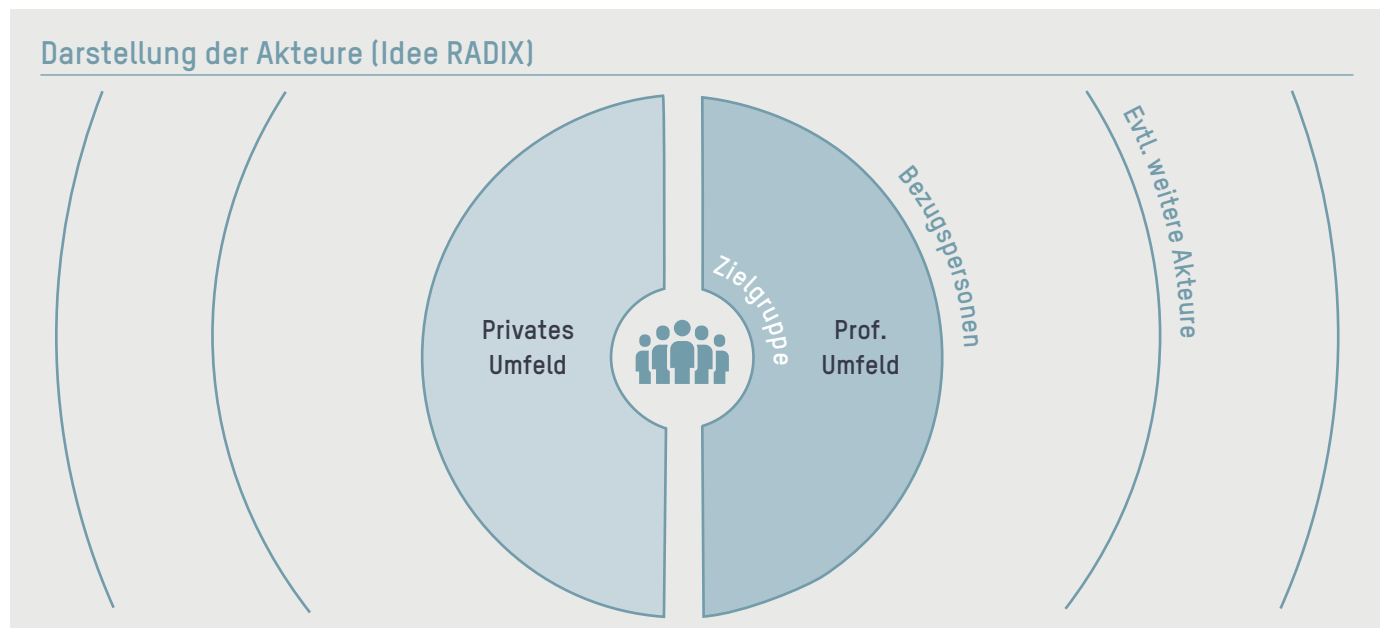 Darstellung der Akteure (Idee RADIX)
Privates
Umfeld
Zielgruppe
Prof.
Umfeld
Bezugspersonen
Evtl. weitere Akteure